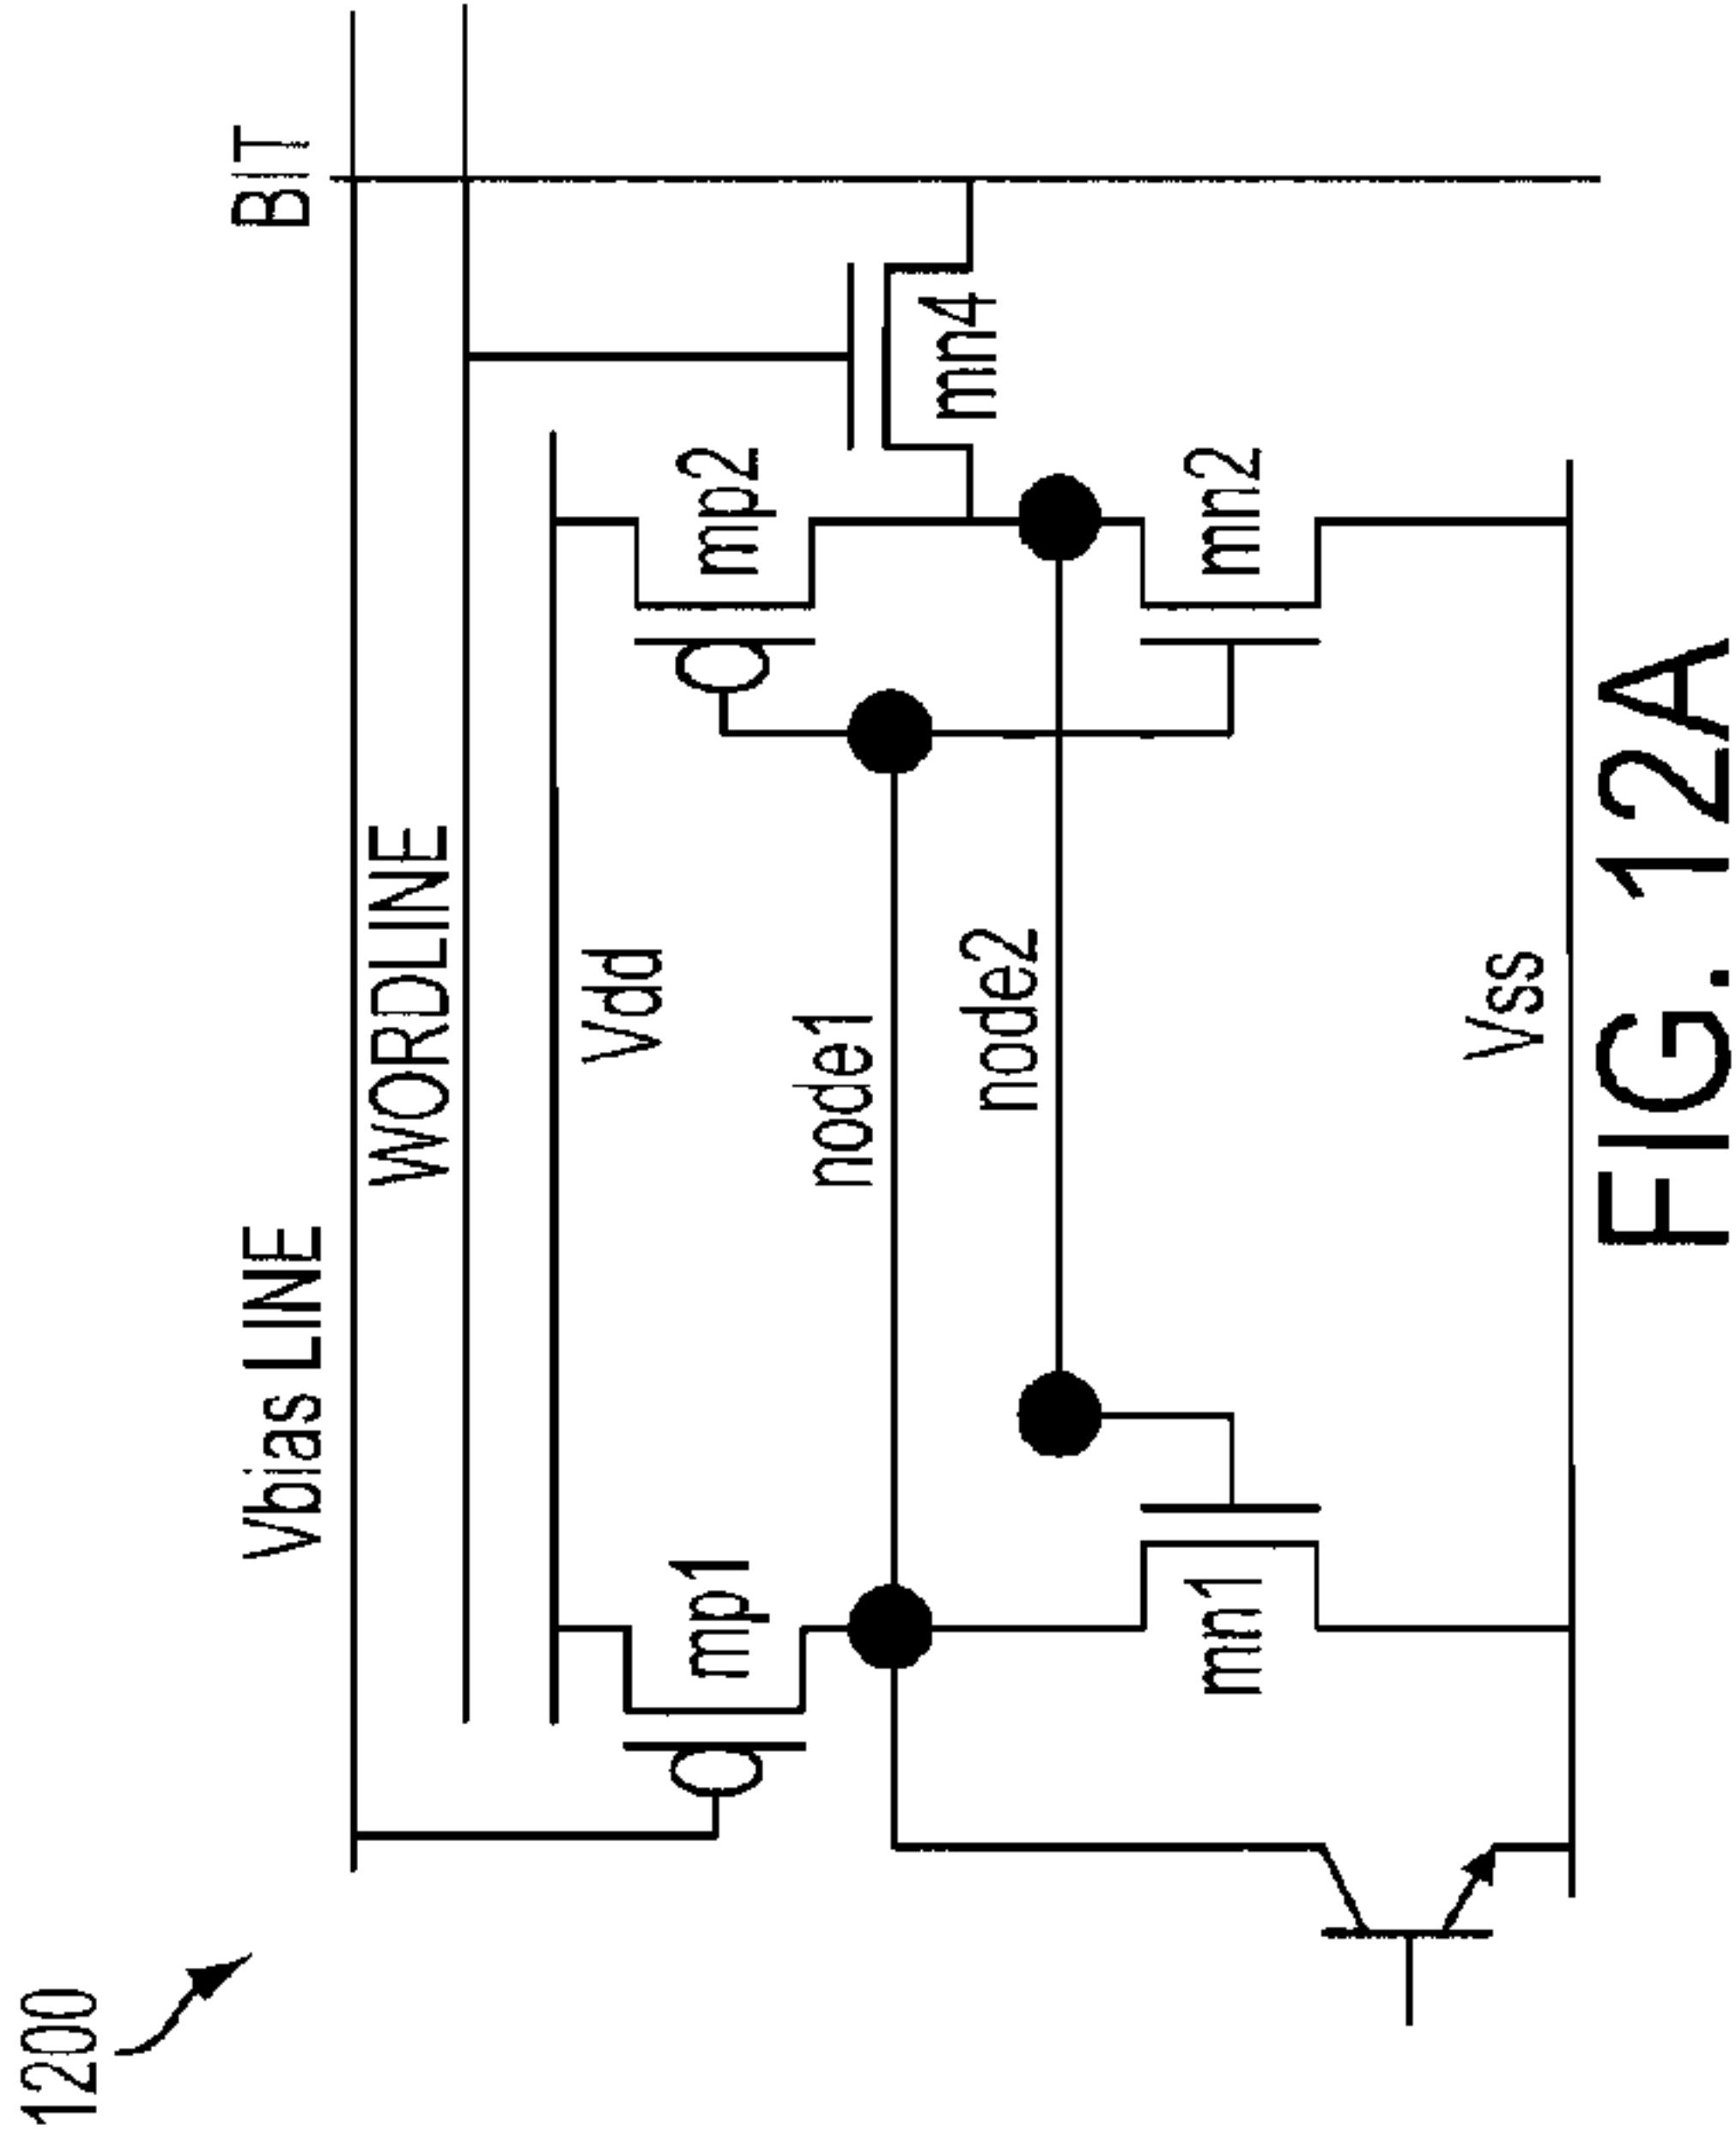 1200
Vbias LINE
BIT
WORDLINE
Vdd
mp1
mp2
node1
mn4
node2
mn1
mn2
Vss
FIG. 12A